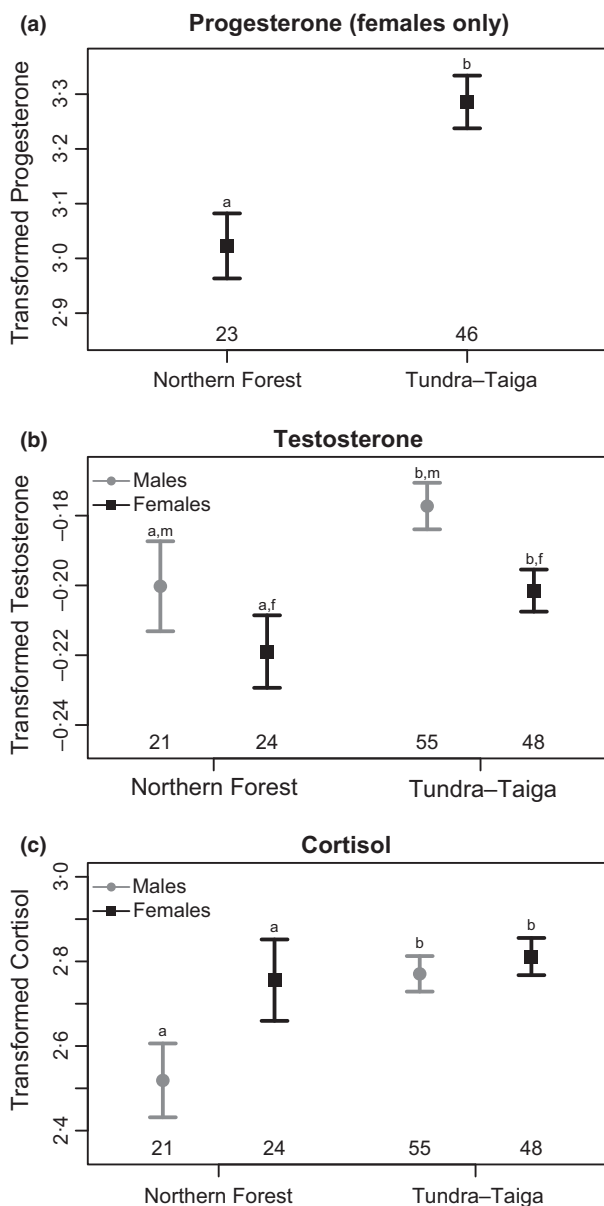 (a)
Progesterone (females only)
Transformed Progesterone
3·3
3·2
3·1
3·0
2·9
a
b
23
46
Northern Forest
Tundra–Taiga
(b)
Testosterone
Males
Females
Transformed Testosterone
−0·18
−0·20
−0·22
−0·24
a,m
a,f
b,m
b,f
21
24
55
48
Northern Forest
Tundra–Taiga
(c)
Cortisol
Males
Females
Transformed Cortisol
3·0
2·8
2·6
2·4
a
a
b
b
21
24
55
48
Northern Forest
Tundra–Taiga